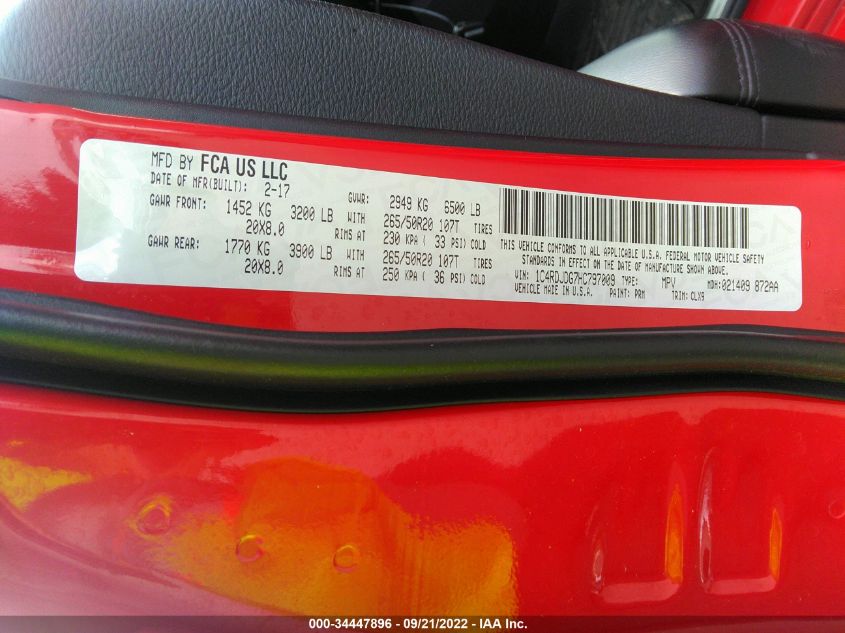 MFD BY FCA US LLC
DATE OF MFR(BUILT): 2-17 GVWR: 2949 KG 6500 LB
GAWR FRONT: 1452 KG 3200 LB WITH 265/50R20 107T TIRES
20X8.0 RIMS AT 230 KPA ( 33 PSI) COLD
GAWR REAR: 1770 KG 3900 LB WITH 265/50R20 107T TIRES
20X8.0 RIMS AT 250 KPA ( 36 PSI) COLD
THIS VEHICLE CONFORMS TO ALL APPLICABLE U.S.A. FEDERAL MOTOR VEHICLE SAFETY
STANDARDS IN EFFECT ON THE DATE OF MANUFACTURE SHOWN ABOVE.
VIN: 1C4RDJDG7HC797009 TYPE: MPV MDH:021409 872AA
VEHICLE MADE IN U.S.A. PAINT: PRM TRIM: CLX9
000-34447896 - 09/21/2022 - IAA Inc.